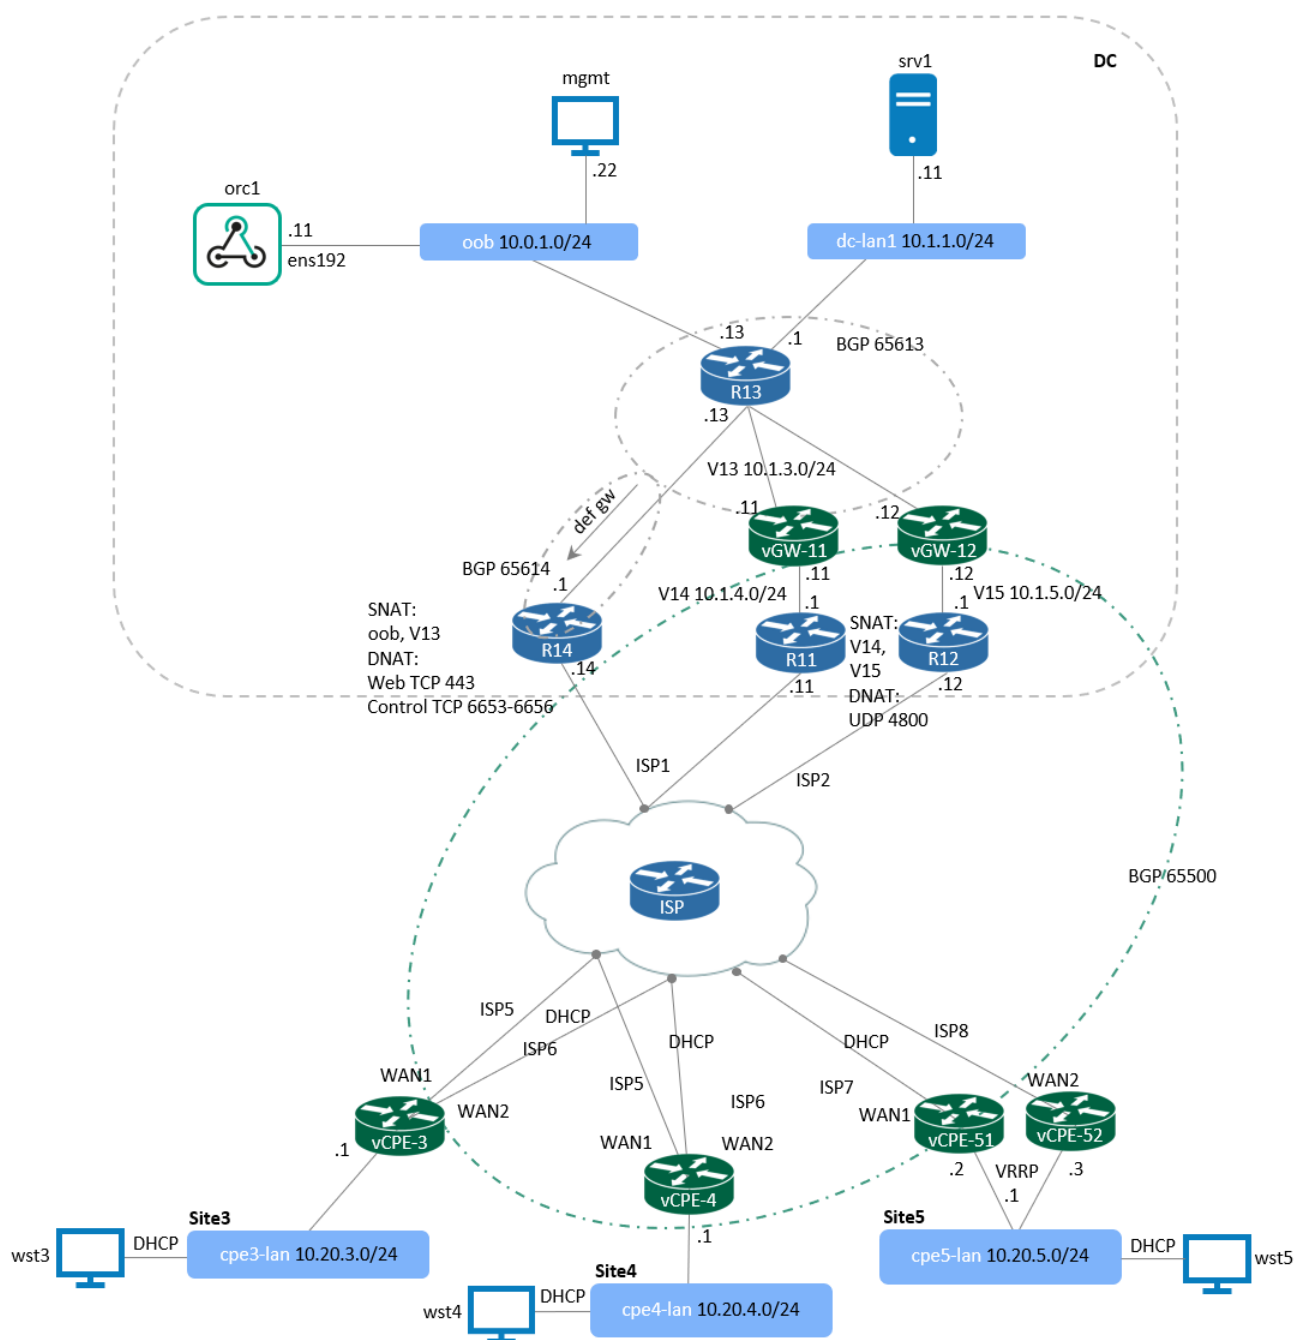 DC
srv1
mgmt
.22
.11
orc1
.11
ens192
oob 10.0.1.0/24
dc-lan1 10.1.1.0/24
.13
.1
BGP 65613
R13
.13
V13 10.1.3.0/24
def gw
.11
.12
vGW-11
vGW-12
BGP 65614
.1
.11
.12
V14 10.1.4.0/24
V15 10.1.5.0/24
.1
.1
SNAT:
oob, V13
DNAT:
Web TCP 443
Control TCP 6653-6656
R14
.14
R11
.11
SNAT:
V14,
V15
DNAT:
UDP 4800
R12
.12
ISP1
ISP2
ISP
BGP 65500
ISP5
DHCP
ISP6
DHCP
DHCP
ISP8
ISP5
ISP6
ISP7
WAN1
WAN2
WAN1
WAN2
vCPE-3
.1
WAN1
WAN2
vCPE-4
.1
vCPE-51
vCPE-52
.2
VRRP
.1
.3
Site3
wst3
DHCP
cpe3-lan 10.20.3.0/24
Site5
cpe5-lan 10.20.5.0/24
DHCP
wst5
Site4
wst4
DHCP
cpe4-lan 10.20.4.0/24